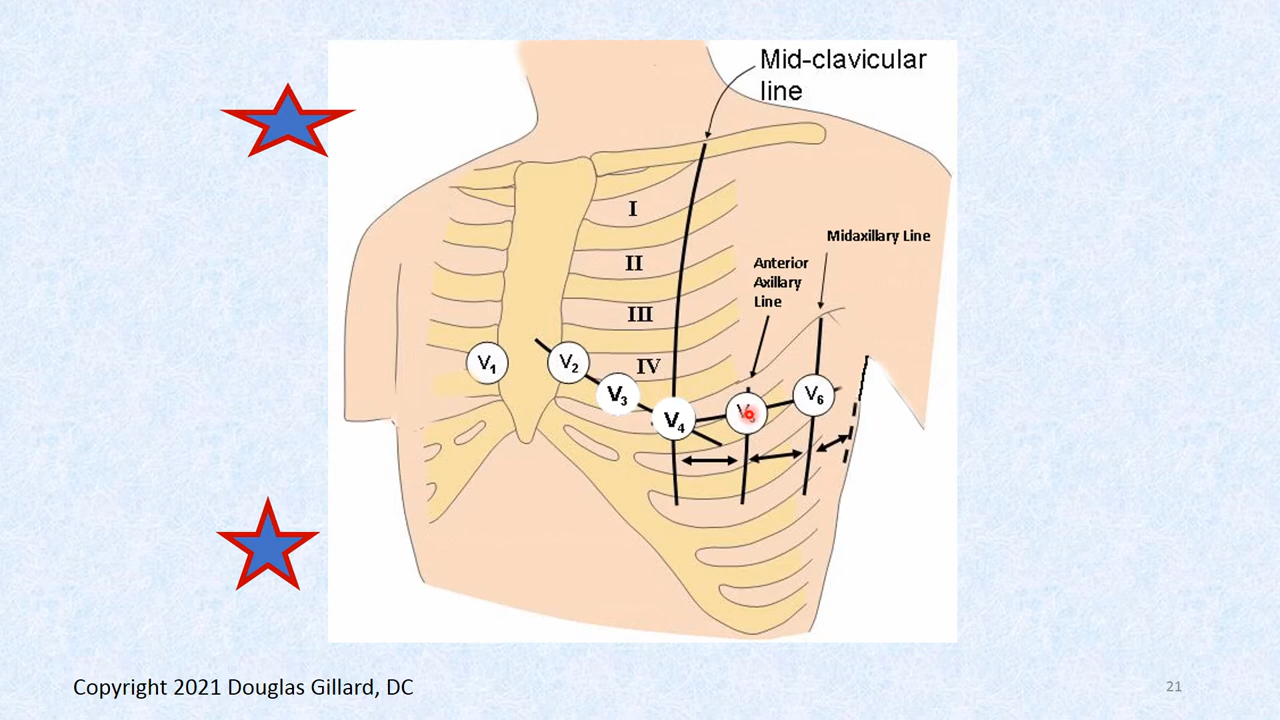 Mid-clavicular
line
I
Midaxillary Line
II
Anterior
Axillary
Line
III
IV
V1
V2
V3
V4
V6
Copyright 2021 Douglas Gillard, DC
21